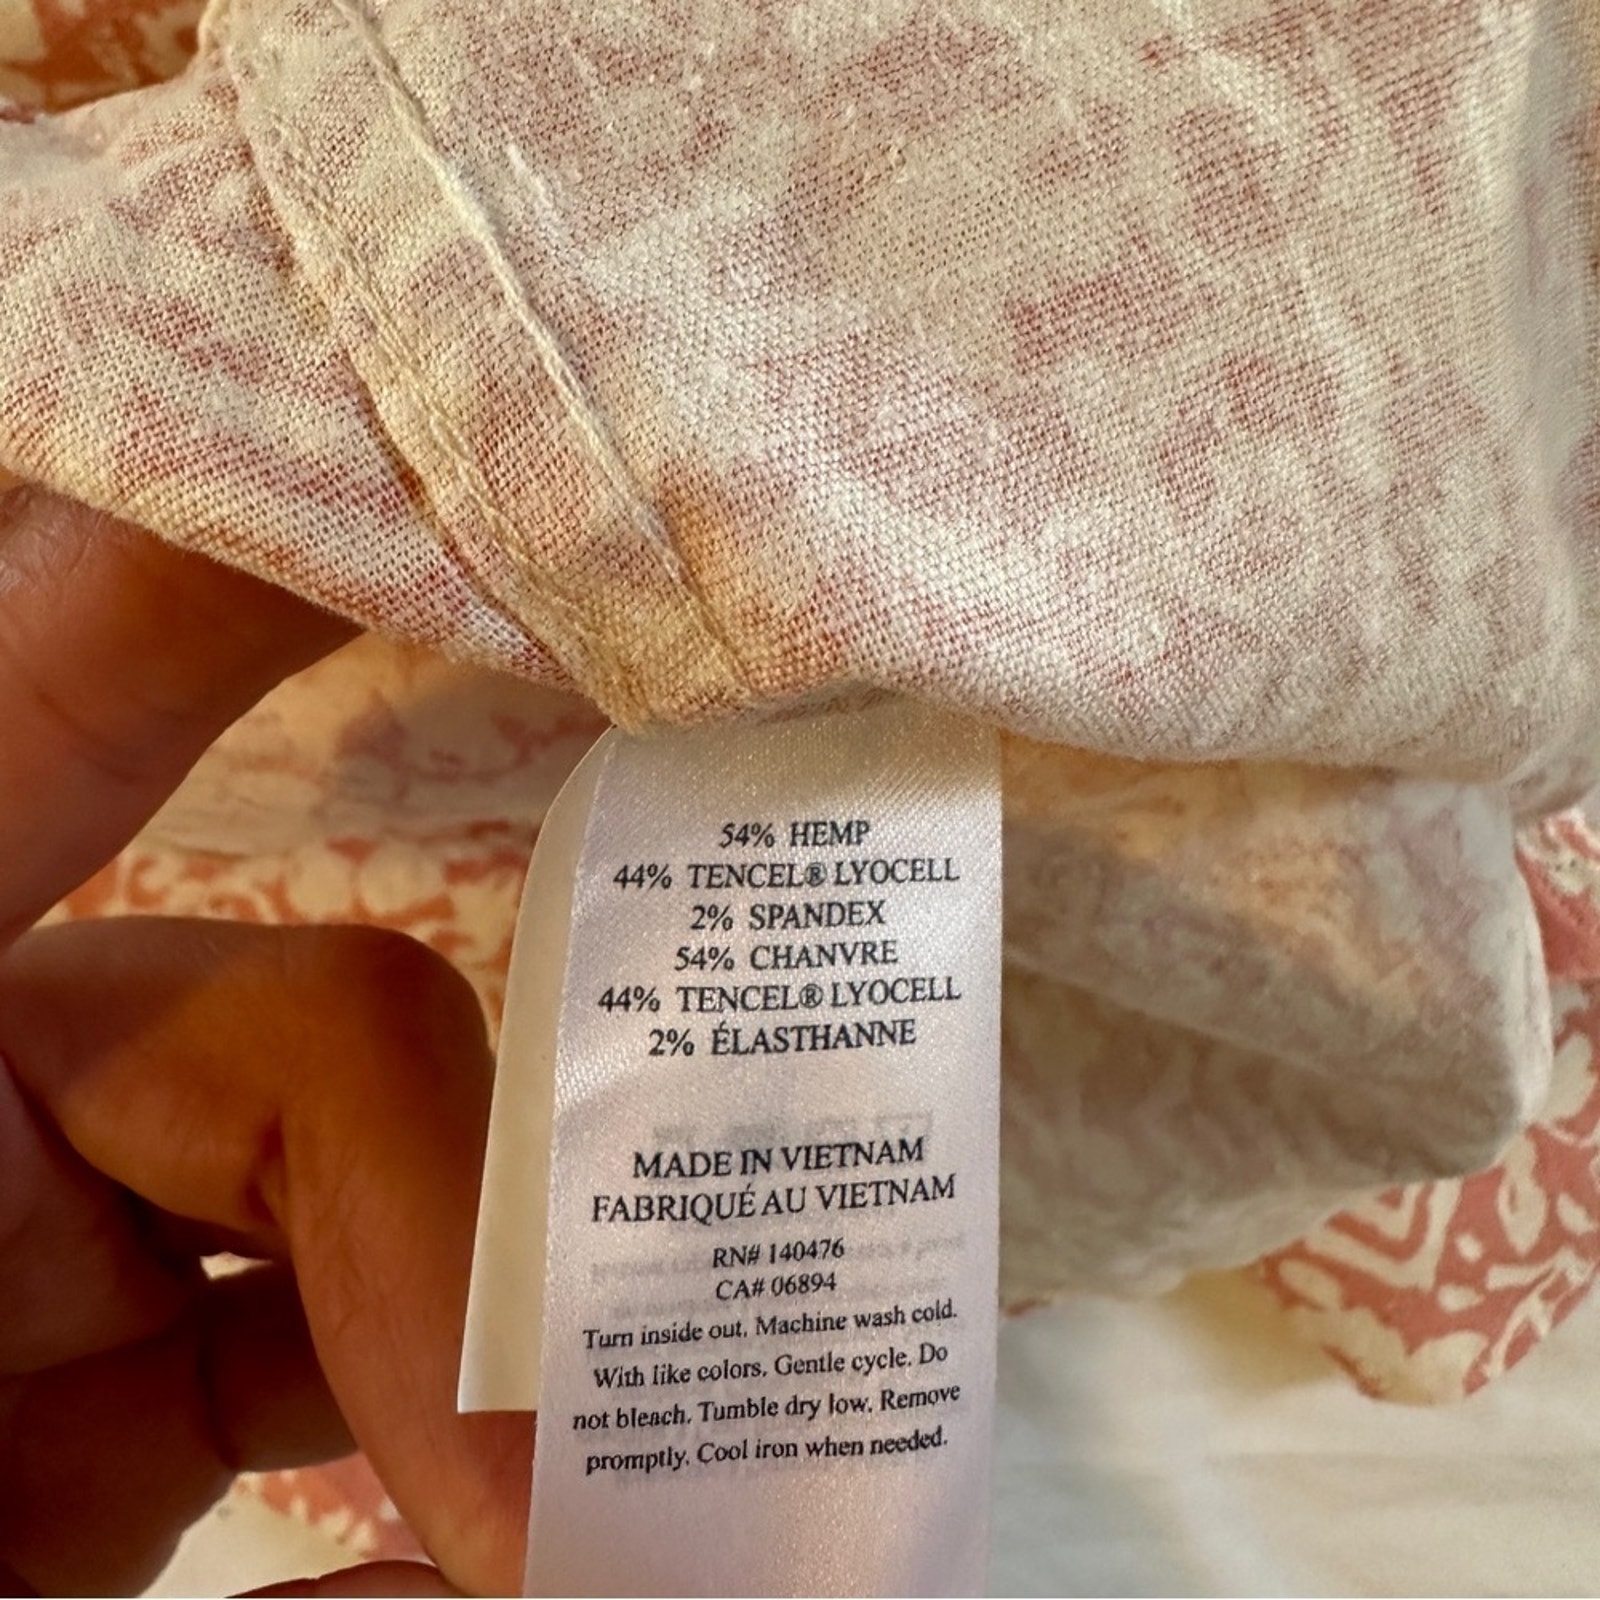 54% HEMP
44% TENCEL® LYOCELL
2% SPANDEX
54% CHANVRE
44% TENCEL® LYOCELL
2% ÉLASTHANNE
MADE IN VIETNAM
FABRIQUÉ AU VIETNAM
RN# 140476
CA# 06894
Turn inside out. Machine wash cold.
With like colors. Gentle cycle. Do
not bleach. Tumble dry low. Remove
promptly. Cool iron when needed.